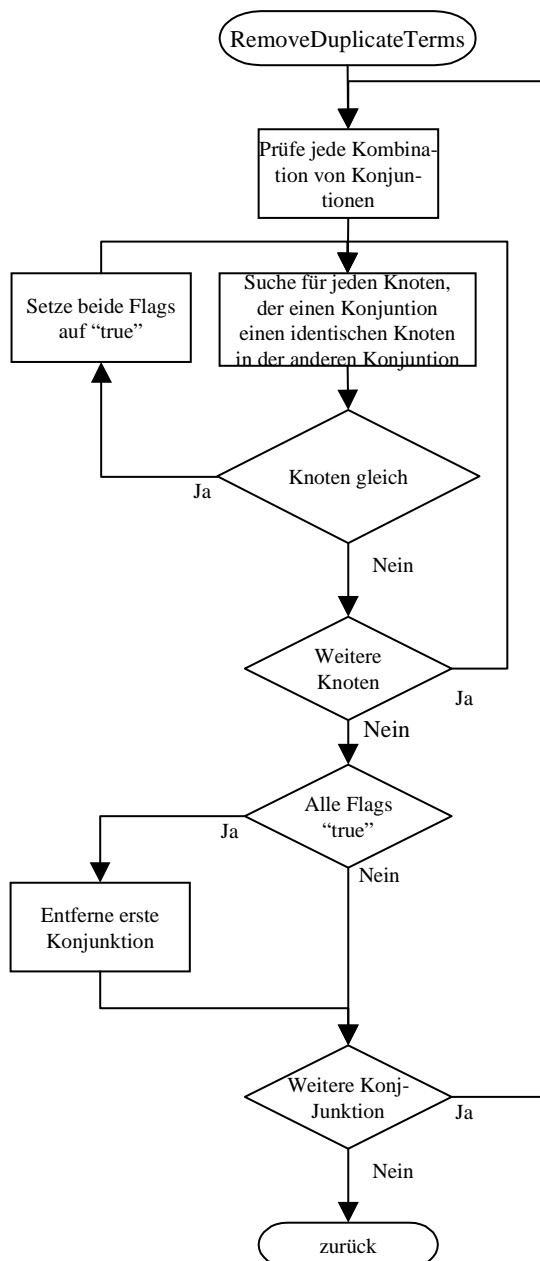 RemoveDuplicateTerms
Prüfe jede Kombina-
tion von Konjun-
tionen
Setze beide Flags
auf “true”
Suche für jeden Knoten,
der einen Konjuntion
einen identischen Knoten
in der anderen Konjuntion
Knoten gleich
Ja
Nein
Weitere
Knoten
Ja
Nein
Alle Flags
“true”
Ja
Nein
Entferne erste
Konjunktion
Weitere Konj-
Junktion
Ja
Nein
zurück